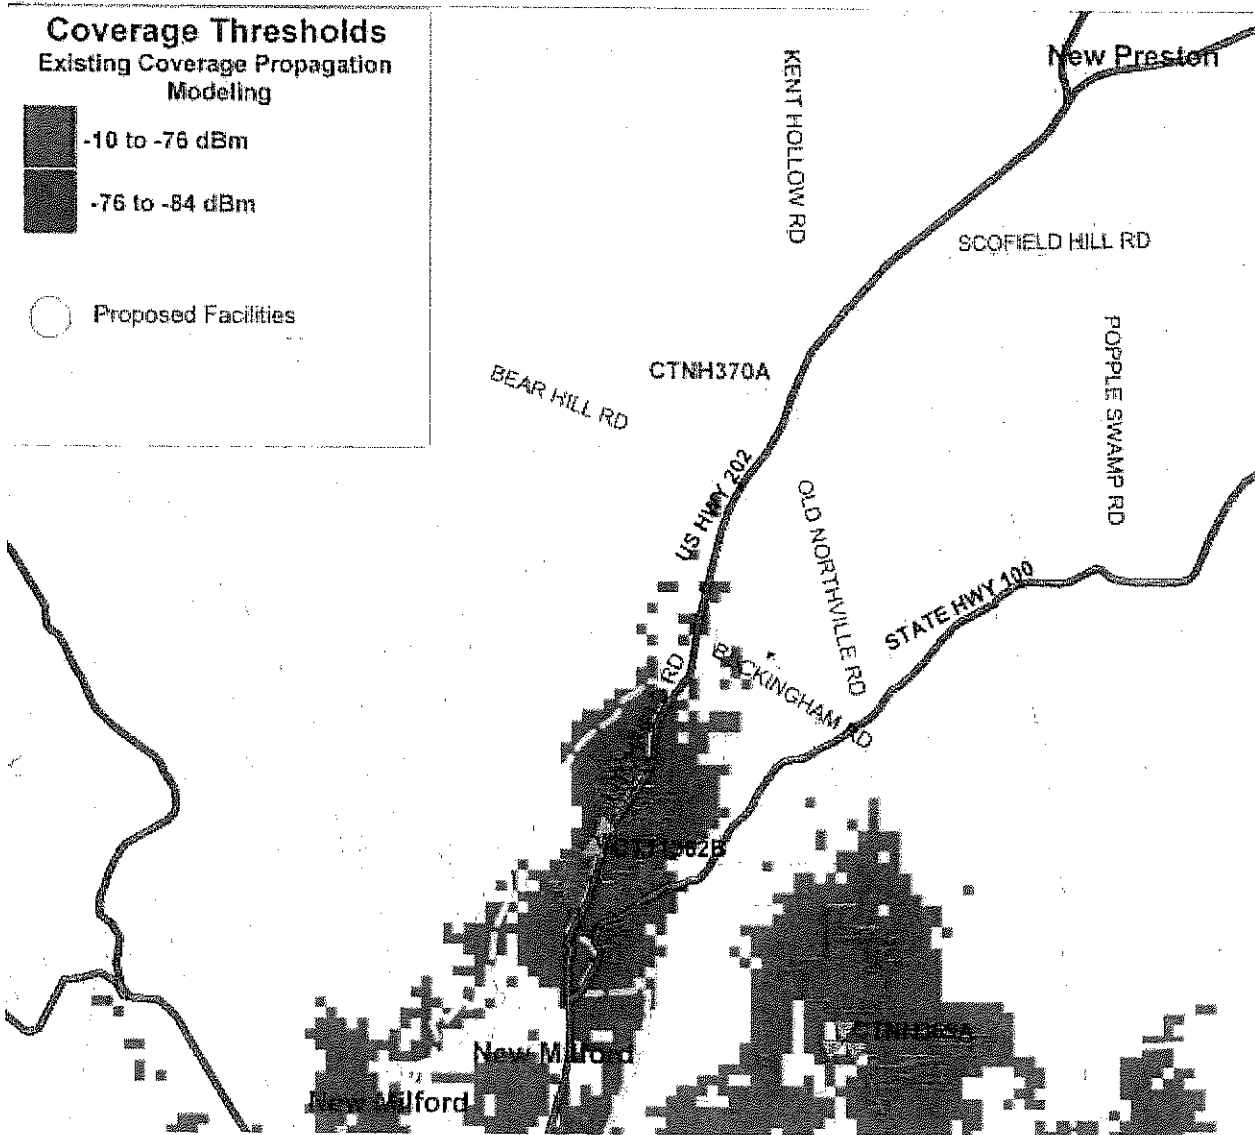 Coverage Thresholds
Existing Coverage Propagation
Modeling
-10 to -76 dBm
-76 to -84 dBm
Proposed Facilities
New Preston
KENT HOLLOW RD
SCOFIELD HILL RD
POPPLE SWAMP RD
CTNH370A
BEAR HILL RD
US HWY 202
OLD NORTHVILLE RD
STATE HWY 100
RD
BUCKINGHAM RD
New Milford
New Milford